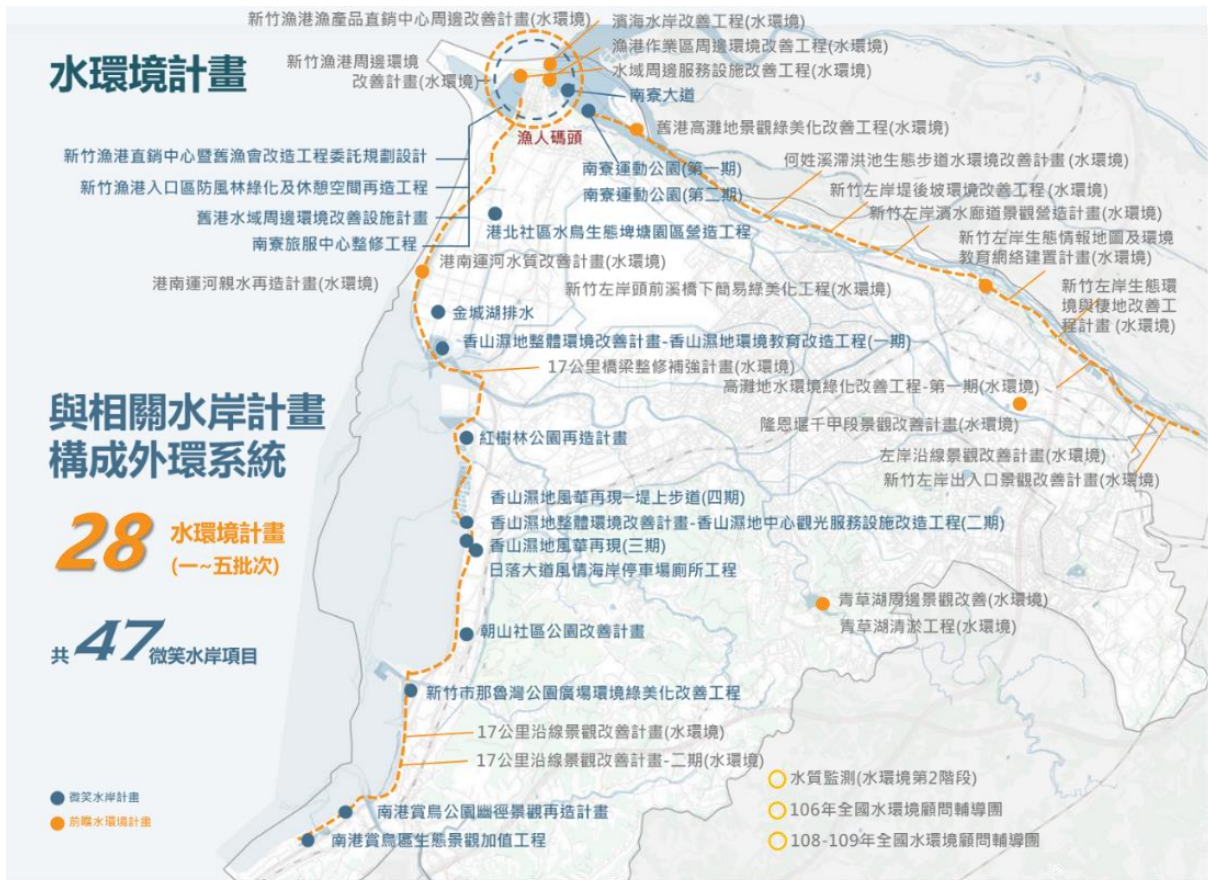 水環境計畫
新竹漁港漁產品直銷中心周邊改善計畫(水環境)
新竹漁港周邊環境
改善計畫(水環境)
濱海水岸改善工程(水環境)
漁港作業區周邊環境改善工程(水環境)
水域周邊服務設施改善工程(水環境)
南寮大道
漁人碼頭
舊港高灘地景觀綠美化改善工程(水環境)
新竹漁港直銷中心暨舊漁會改造工程委託規劃設計
新竹漁港入口區防風林綠化及休憩空間再造工程
舊港水域周邊環境改善設施計畫
南寮旅服中心整修工程
南寮運動公園(第一期)
南寮運動公園(第二期)
何姓溪滯洪池生態步道水環境改善計畫(水環境)
新竹左岸堤後坡環境改善工程(水環境)
新竹左岸濱水廊道景觀營造計畫(水環境)
新竹左岸生態情報地圖及環境
教育網絡建置計畫(水環境)
新竹左岸生態環
境與棲地改善工
程計畫(水環境)
港北社區水鳥生態埤塘園區營造工程
港南運河水質改善計畫(水環境)
港南運河親水再造計畫(水環境)
新竹左岸頭前溪橋下簡易綠美化工程(水環境)
金城湖排水
香山濕地整體環境改善計畫-香山濕地環境教育改造工程(一期)
17公里橋梁整修補強計畫(水環境)
高灘地水環境綠化改善工程-第一期(水環境)
隆恩堰千甲段景觀改善計畫(水環境)
左岸沿線景觀改善計畫(水環境)
新竹左岸出入口景觀改善計畫(水環境)
與相關水岸計畫
構成外環系統
28 水環境計畫
(一~五批次)
共47微笑水岸項目
紅樹林公園再造計畫
香山濕地風華再現–堤上步道(四期)
香山濕地整體環境改善計畫-香山濕地中心觀光服務設施改造工程(二期)
香山濕地風華再現(三期)
日落大道風情海岸停車場廁所工程
青草湖周邊景觀改善(水環境)
青草湖清淤工程(水環境)
朝山社區公園改善計畫
新竹市那魯灣公園廣場環境綠美化改善工程
17公里沿線景觀改善計畫(水環境)
17公里沿線景觀改善計畫-二期(水環境)
南港賞鳥公園幽徑景觀再造計畫
南港賞鳥區生態景觀加值工程
微笑水岸計畫
前瞻水環境計畫
水質監測(水環境第2階段)
106年全國水環境顧問輔導團
108-109年全國水環境顧問輔導團